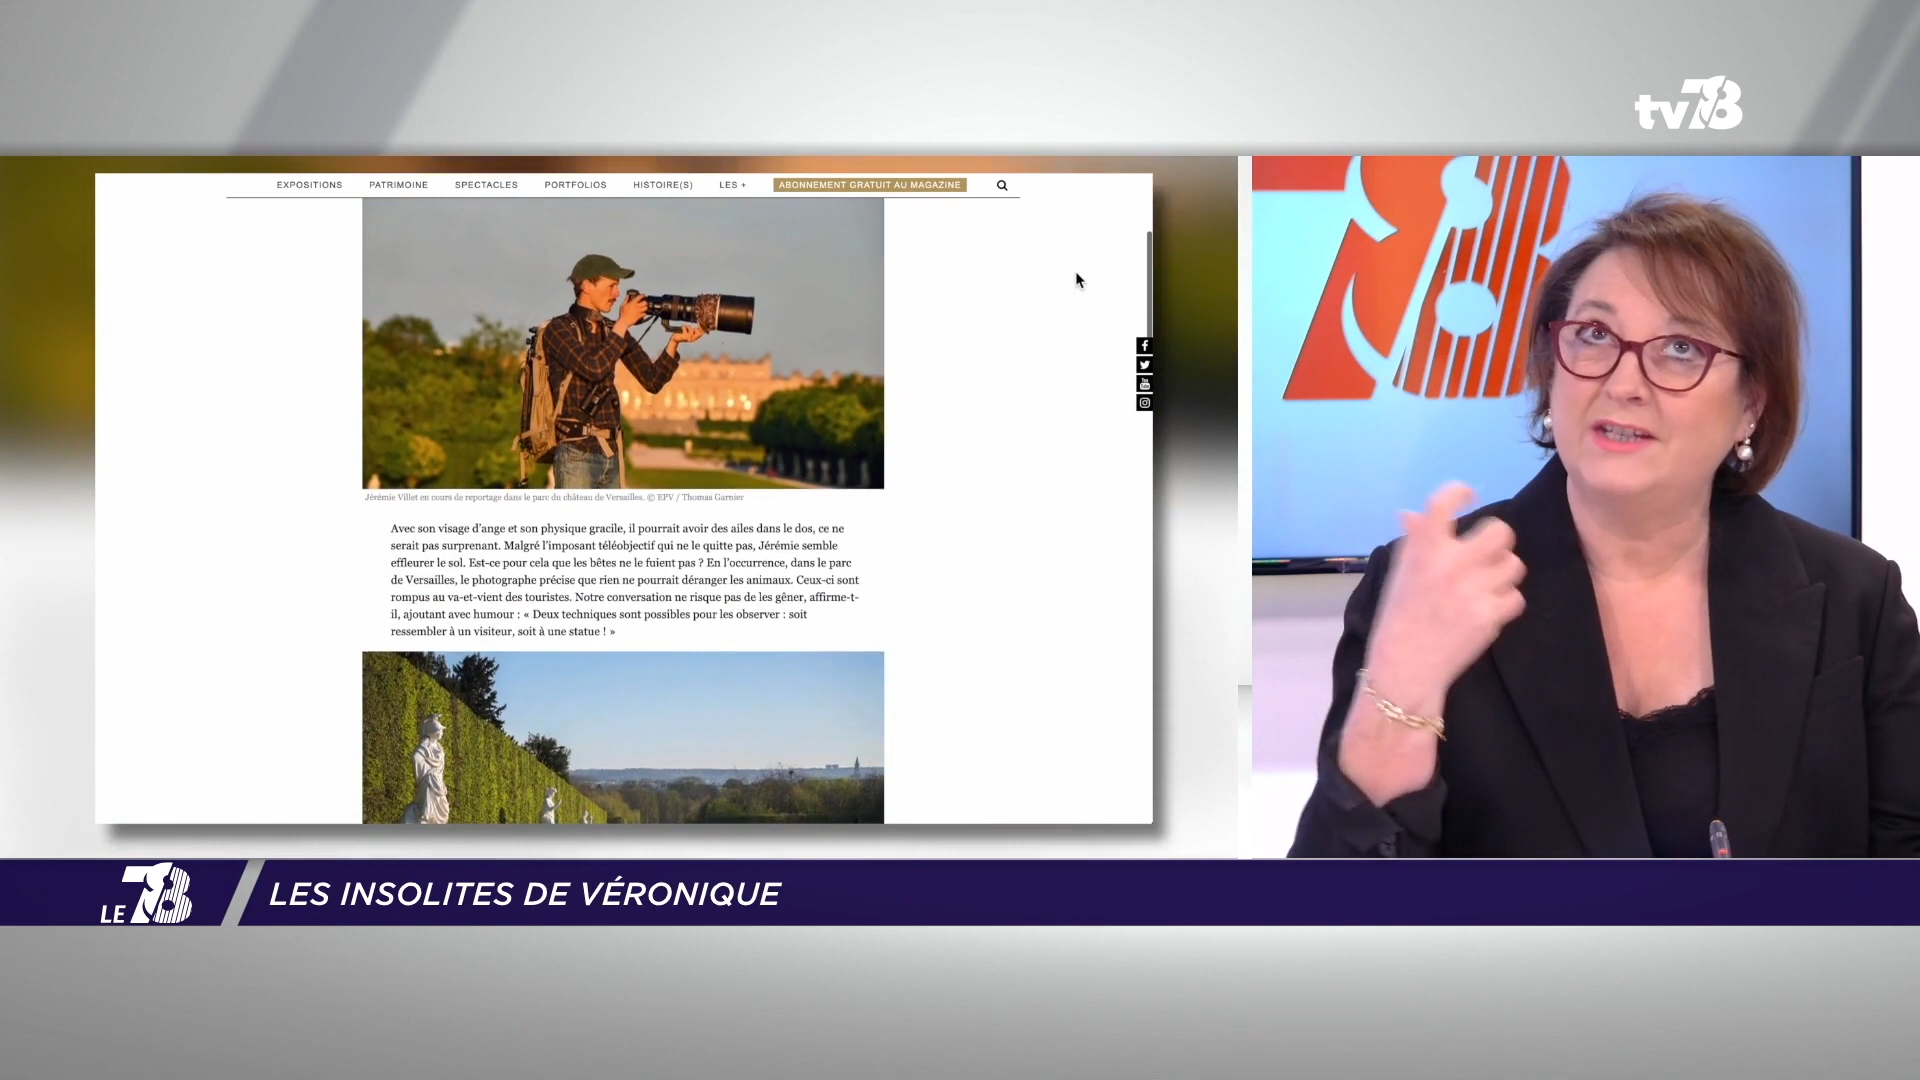 tv78
EXPOSITIONS PATRIMOINE SPECTACLES PORTFOLIOS HISTOIRE(S) LES + ABONNEMENT GRATUIT AU MAGAZINE
Jérémie Villet en cours de reportage dans le parc du château de Versailles. © EPV / Thomas Garnier
Avec son visage d'ange et son physique gracile, il pourrait avoir des ailes dans le dos, ce ne
serait pas surprenant. Malgré l'imposant téléobjectif qui ne le quitte pas, Jérémie semble
effleurer le sol. Est-ce pour cela que les bêtes ne le fuient pas ? En l'occurrence, dans le parc
de Versailles, le photographe précise que rien ne pourrait déranger les animaux. Ceux-ci sont
rompus au va-et-vient des touristes. Notre conversation ne risque pas de les gêner, affirme-t-
il, ajoutant avec humour : « Deux techniques sont possibles pour les observer : soit
ressembler à un visiteur, soit à une statue ! »
78
LE 78
LES INSOLITES DE VÉRONIQUE